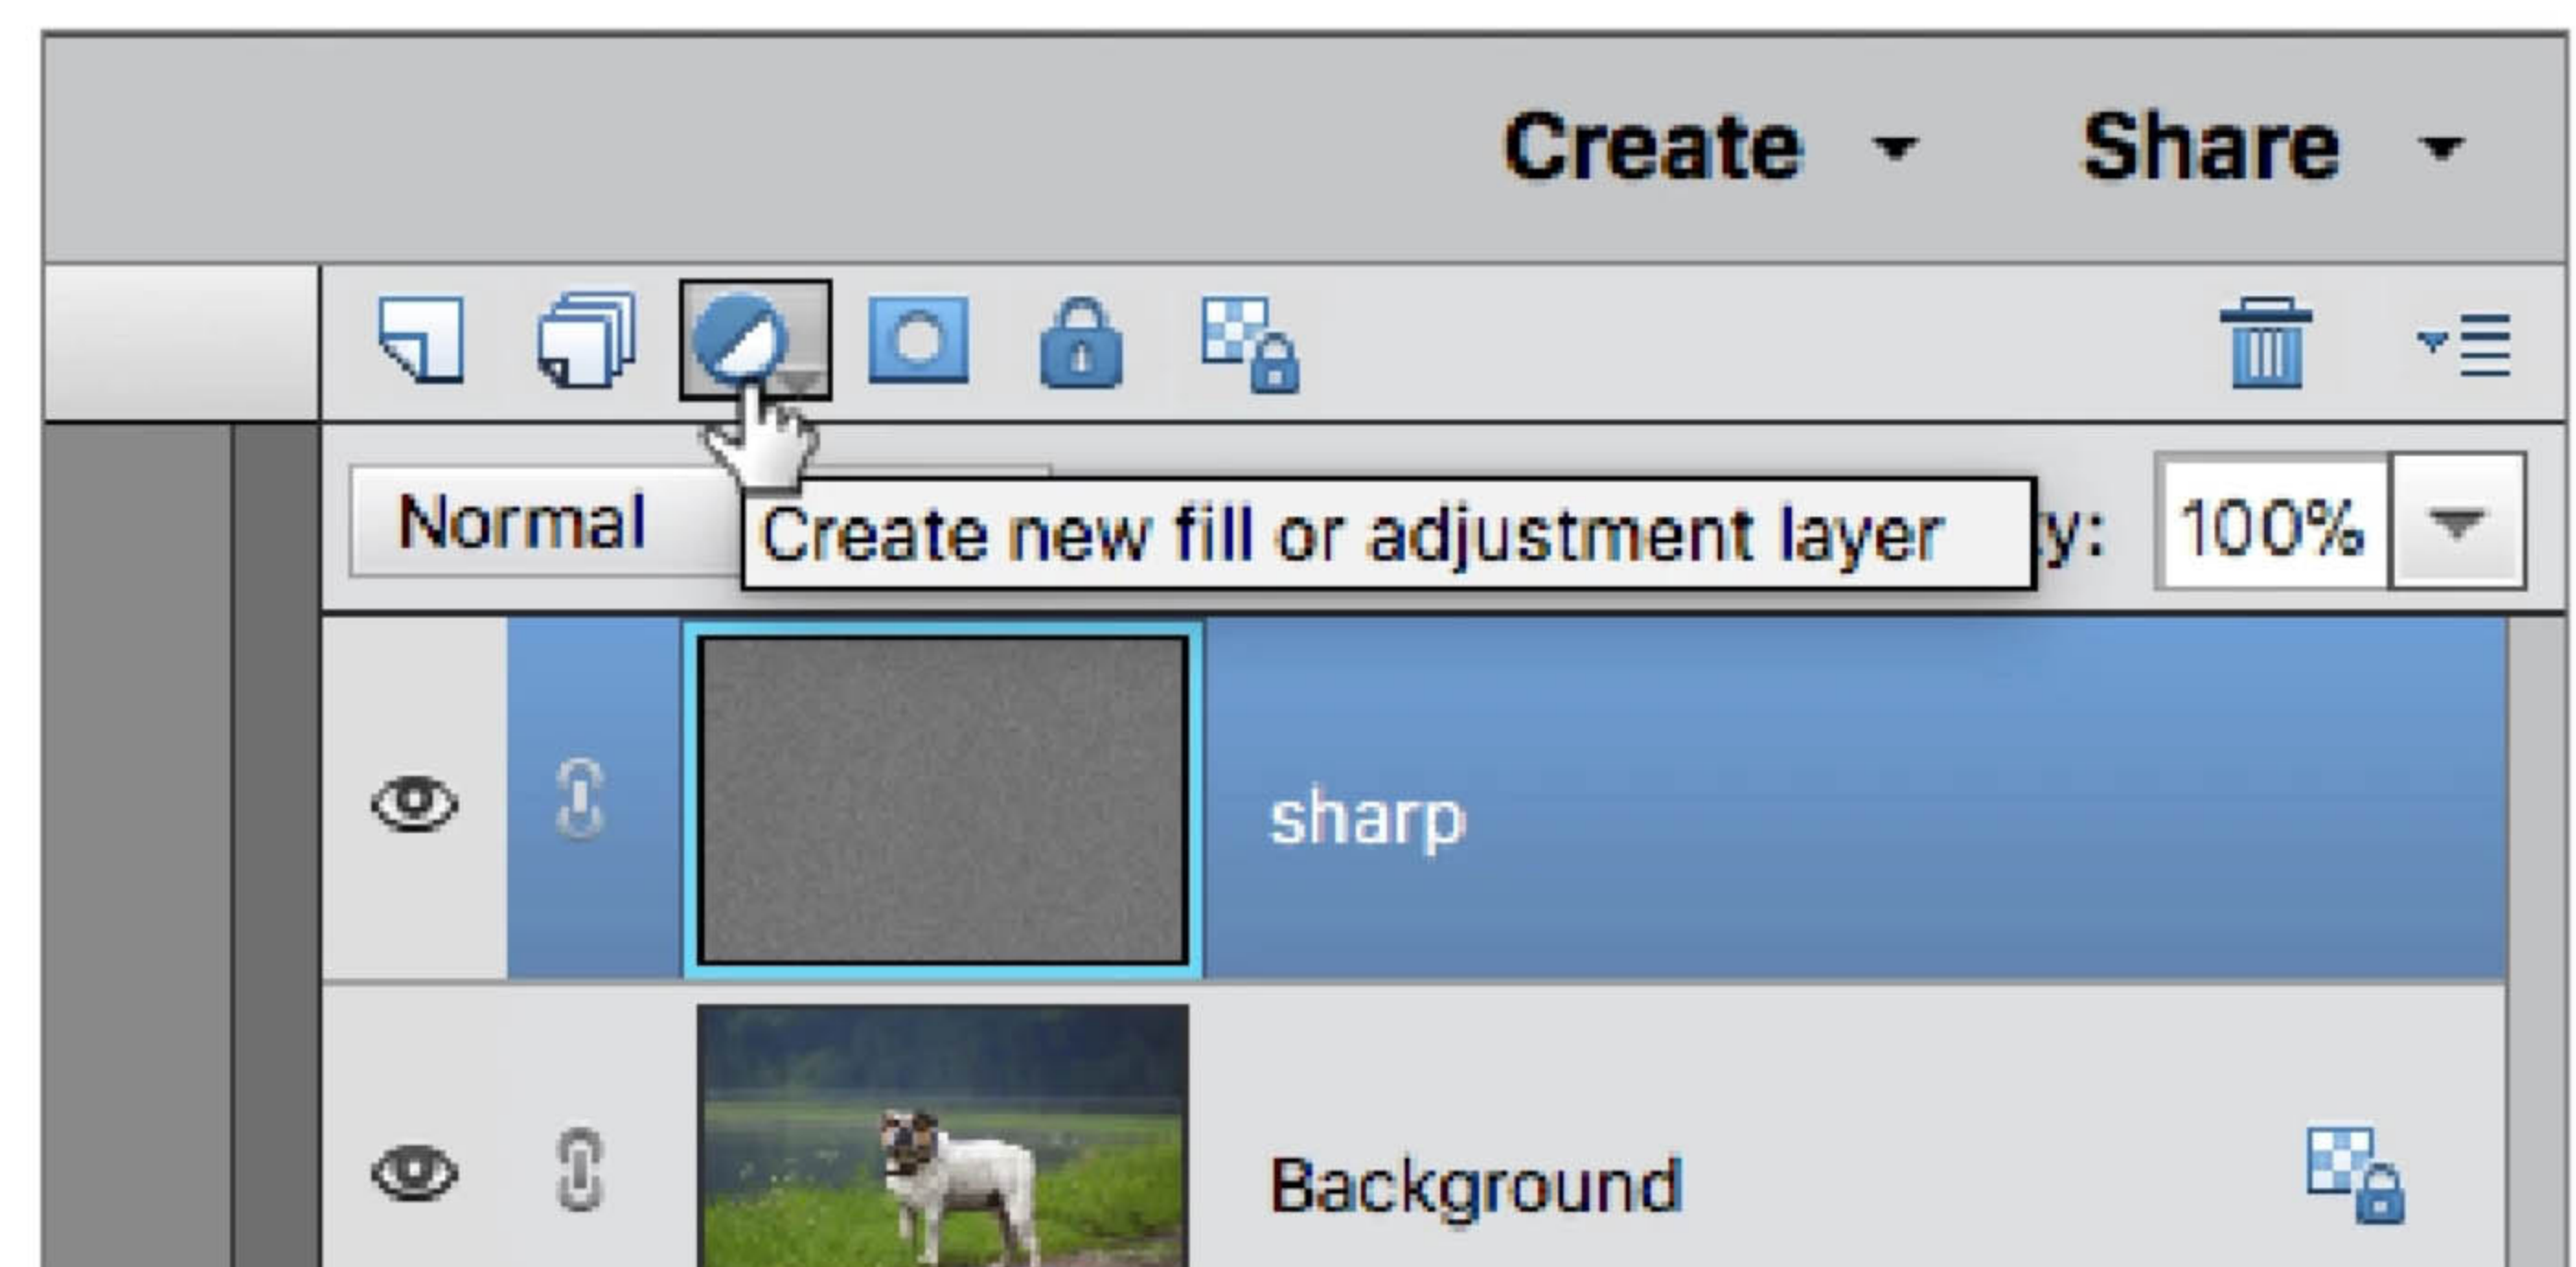 Create Share
Normal
Create new fill or adjustment layer
y: 100%
sharp
Background